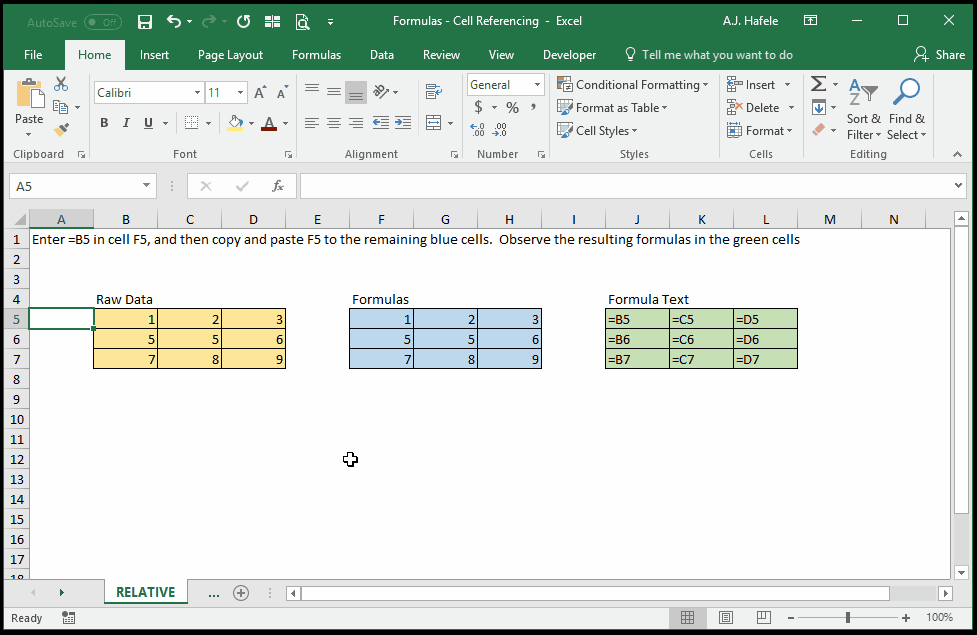 AutoSave Off Formulas - Cell Referencing - Excel A.J. Hafele
File Home Insert Page Layout Formulas Data Review View Developer Tell me what you want to do Share
Paste Calibri 11 A A General $ % , Conditional Formatting Format as Table Cell Styles Insert Delete Format Sort & Filter Find & Select
B I U A
Clipboard Font Alignment Number Styles Cells Editing
A5 fx
A B C D E F G H I J K L M N
1 Enter =B5 in cell F5, and then copy and paste F5 to the remaining blue cells. Observe the resulting formulas in the green cells
2
3
4 Raw Data Formulas Formula Text
5 1 2 3 1 2 3 =B5 =C5 =D5
6 5 5 6 5 5 6 =B6 =C6 =D6
7 7 8 9 7 8 9 =B7 =C7 =D7
8
9
10
11
12
13
14
15
16
17
18
RELATIVE ...
Ready 100%